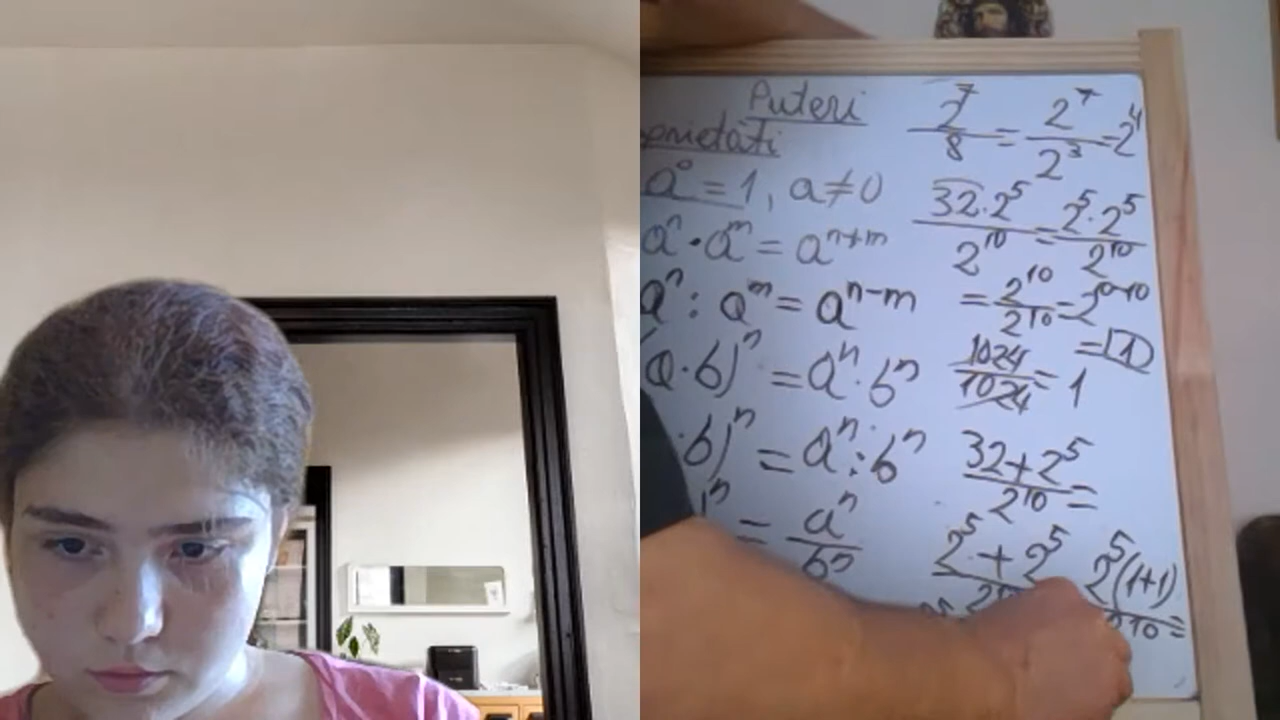 Puteri
prietăți
a⁰ = 1, a≠0
aⁿ · aᵐ = aⁿ⁺ᵐ
aⁿ : aᵐ = aⁿ⁻ᵐ
a·b)ⁿ = aⁿ·bⁿ
:b)ⁿ = aⁿ:bⁿ
ⁿ = aⁿ/bⁿ
2⁷/8 = 2⁷/2³ = 2⁴
32·2⁵/2¹⁰ = 2⁵·2⁵/2¹⁰
= 2¹⁰/2¹⁰ = 2¹⁰⁻¹⁰
= 1
1024/1024 = 1
32+2⁵/2¹⁰ =
2⁵+2⁵/2¹⁰ 2⁵(1+1)/2¹⁰ =